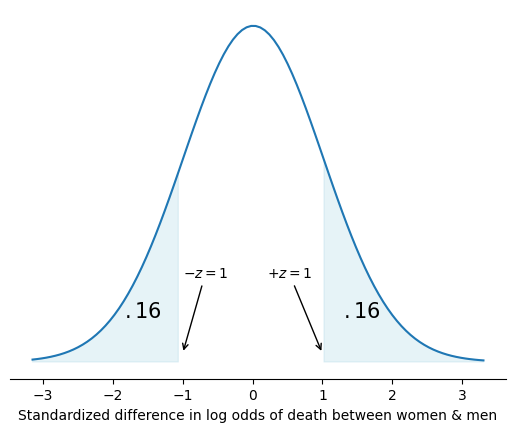 −z = 1
+z = 1
.16
.16
−3 −2 −1 0 1 2 3
Standardized difference in log odds of death between women & men